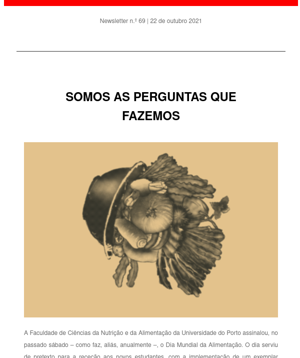 Newsletter n.º 69 | 22 de outubro 2021
SOMOS AS PERGUNTAS QUE
FAZEMOS
A Faculdade de Ciências da Nutrição e da Alimentação da Universidade do Porto assinalou, no
passado sábado – como faz, aliás, anualmente –, o Dia Mundial da Alimentação. O dia serviu
de pretexto para a receção aos novos estudantes, com a implementação de um exemplar